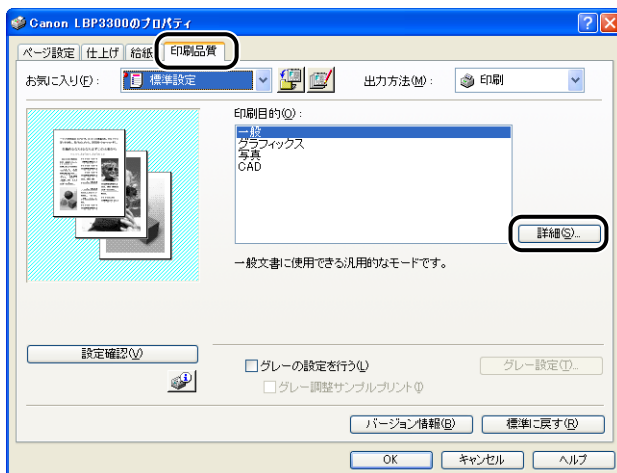 Canon LBP3300のプロパティ
ページ設定 仕上げ 給紙 印刷品質
お気に入り(F): 標準設定 出力方法(M): 印刷
印刷目的(O):
一般
グラフィックス
写真
CAD
詳細(S)...
一般文書に使用できる汎用的なモードです。
設定確認(V)
グレーの設定を行う(L) グレー設定(T)...
グレー調整サンプルプリント(I)
バージョン情報(B) 標準に戻す(R)
OK キャンセル ヘルプ